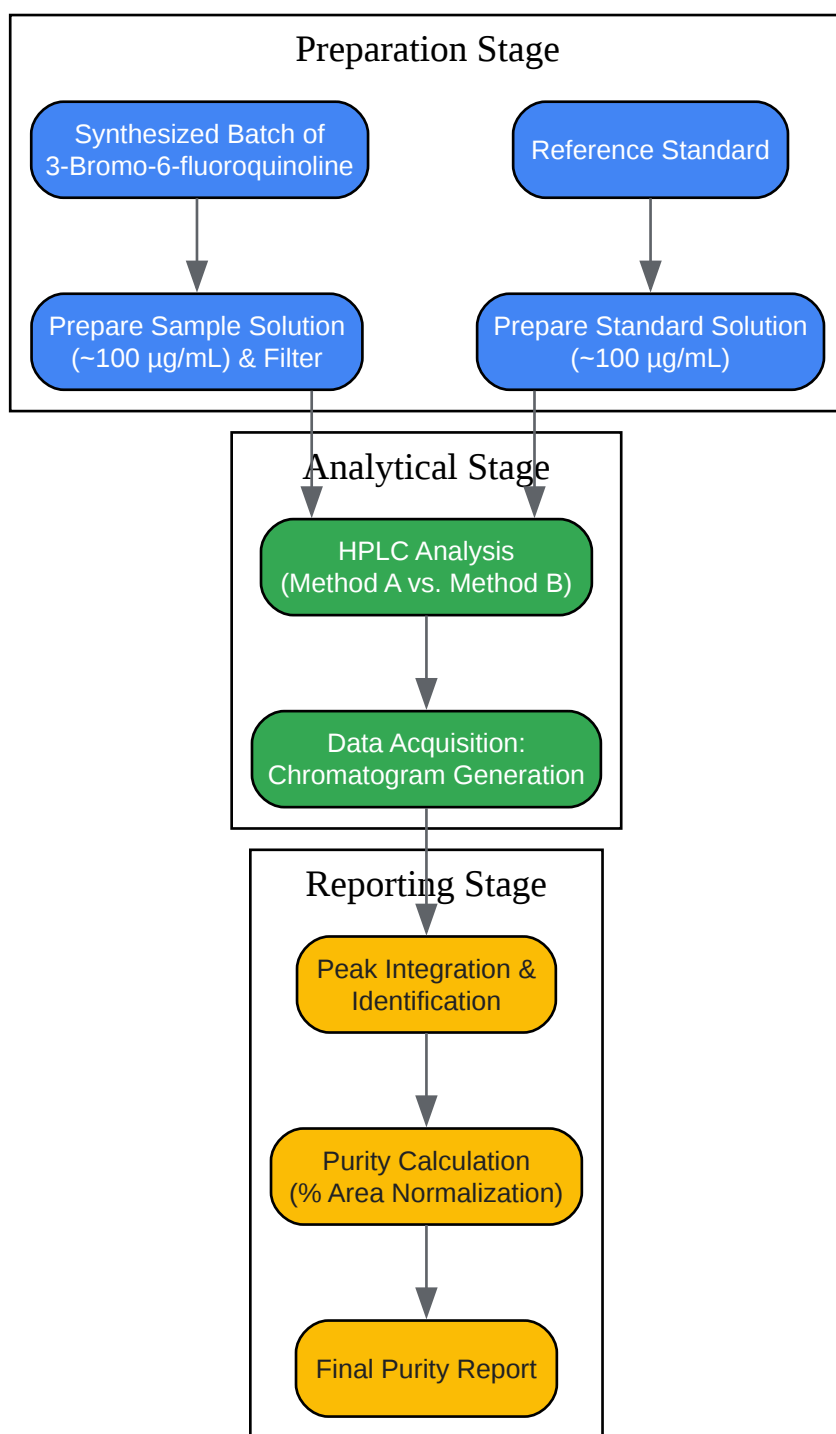 Preparation Stage
Synthesized Batch of
3-Bromo-6-fluoroquinoline
Reference Standard
Prepare Sample Solution
(~100 µg/mL) & Filter
Prepare Standard Solution
(~100 µg/mL)
Analytical Stage
HPLC Analysis
(Method A vs. Method B)
Data Acquisition:
Chromatogram Generation
Reporting Stage
Peak Integration &
Identification
Purity Calculation
(% Area Normalization)
Final Purity Report